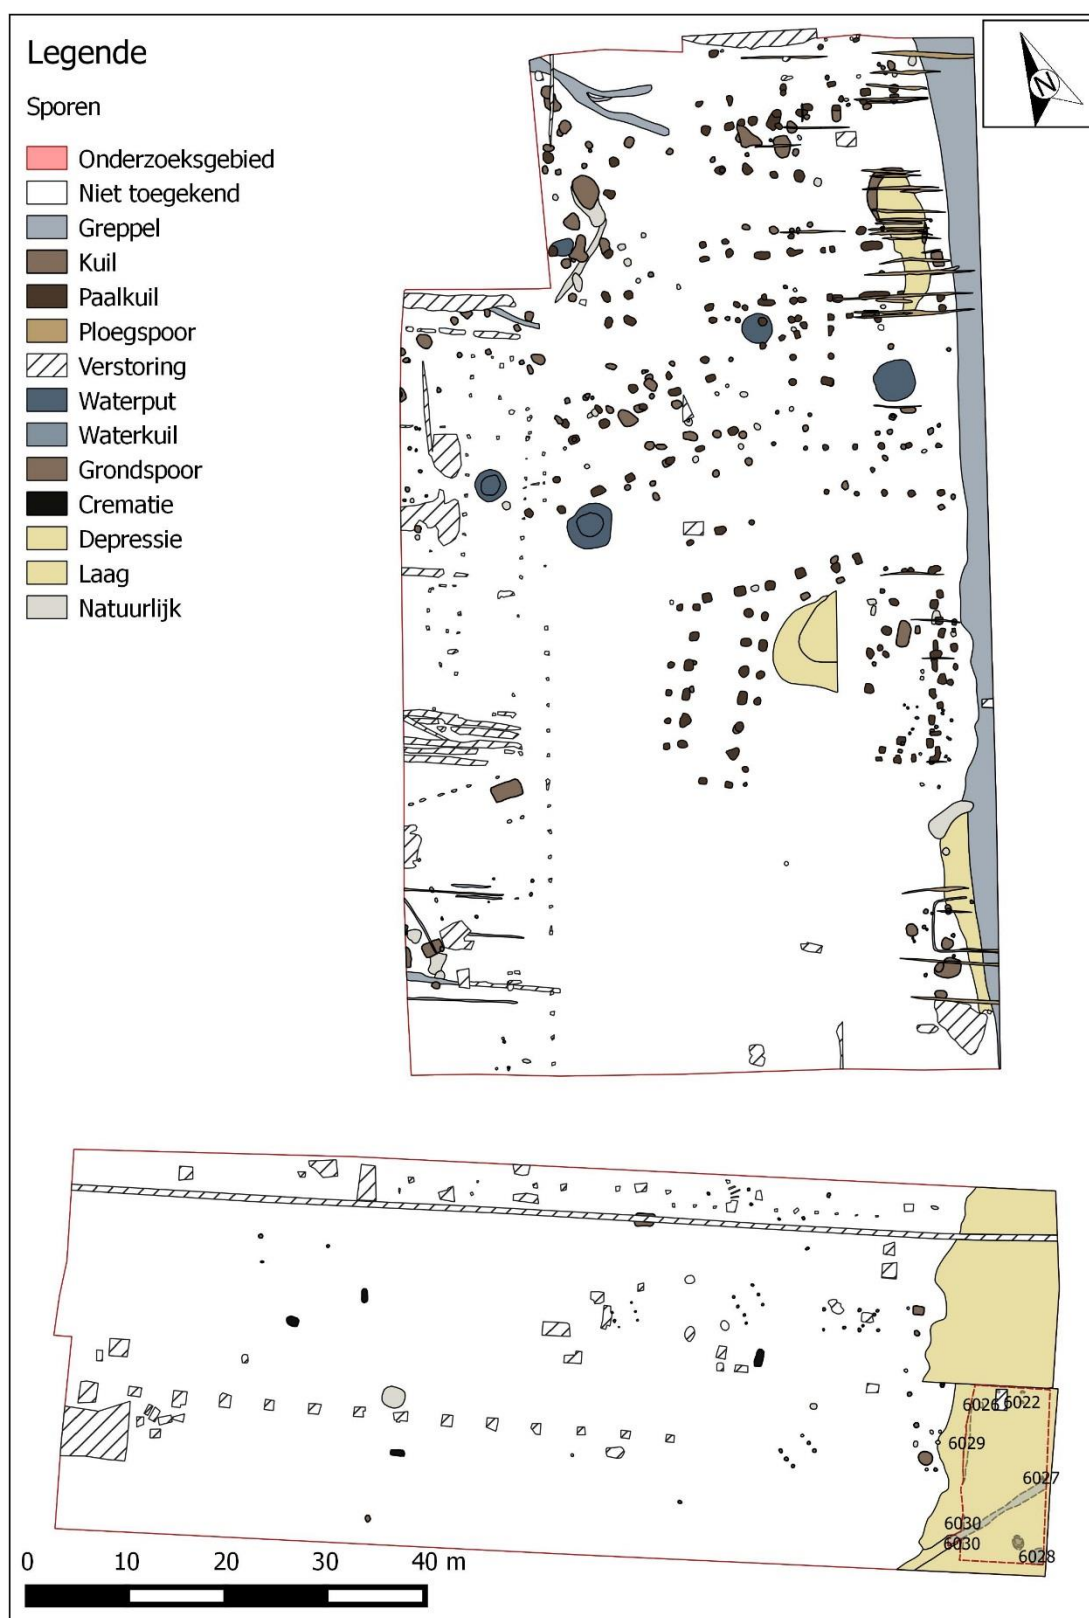 Legende
Sporen
Onderzoeksgebied
Niet toegekend
Greppel
Kuil
Paalkuil
Ploegspoor
Verstoring
Waterput
Waterkuil
Grondspoor
Crematie
Depressie
Laag
Natuurlijk
N
6026 6022
6029
6027
6030
6030
6028
0 10 20 30 40 m